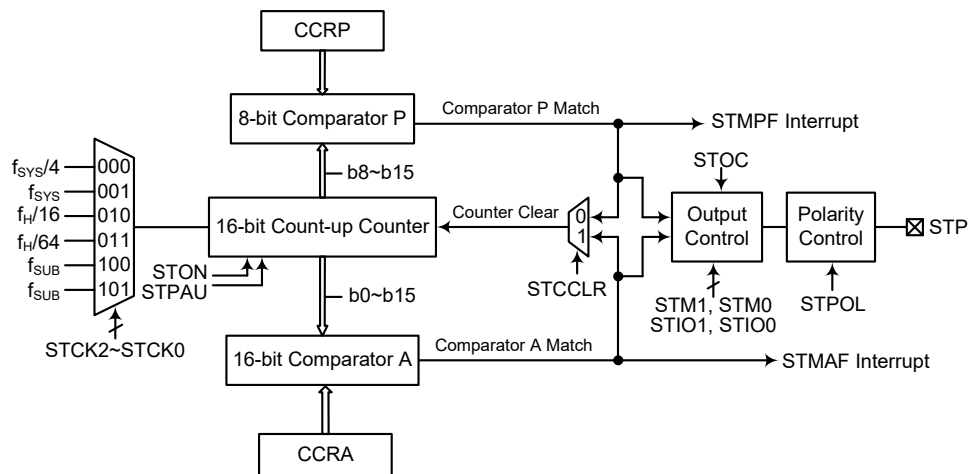 CCRP
8-bit Comparator P
Comparator P Match
STMPF Interrupt
b8~b15
STOC
fSYS/4
000
fSYS
001
fH/16
010
fH/64
011
fSUB
100
fSUB
101
16-bit Count-up Counter
Counter Clear
0
1
Output
Control
Polarity
Control
STP
STON
STPAU
b0~b15
STCCLR
STM1, STM0
STIO1, STIO0
STPOL
STCK2~STCK0
16-bit Comparator A
Comparator A Match
STMAF Interrupt
CCRA